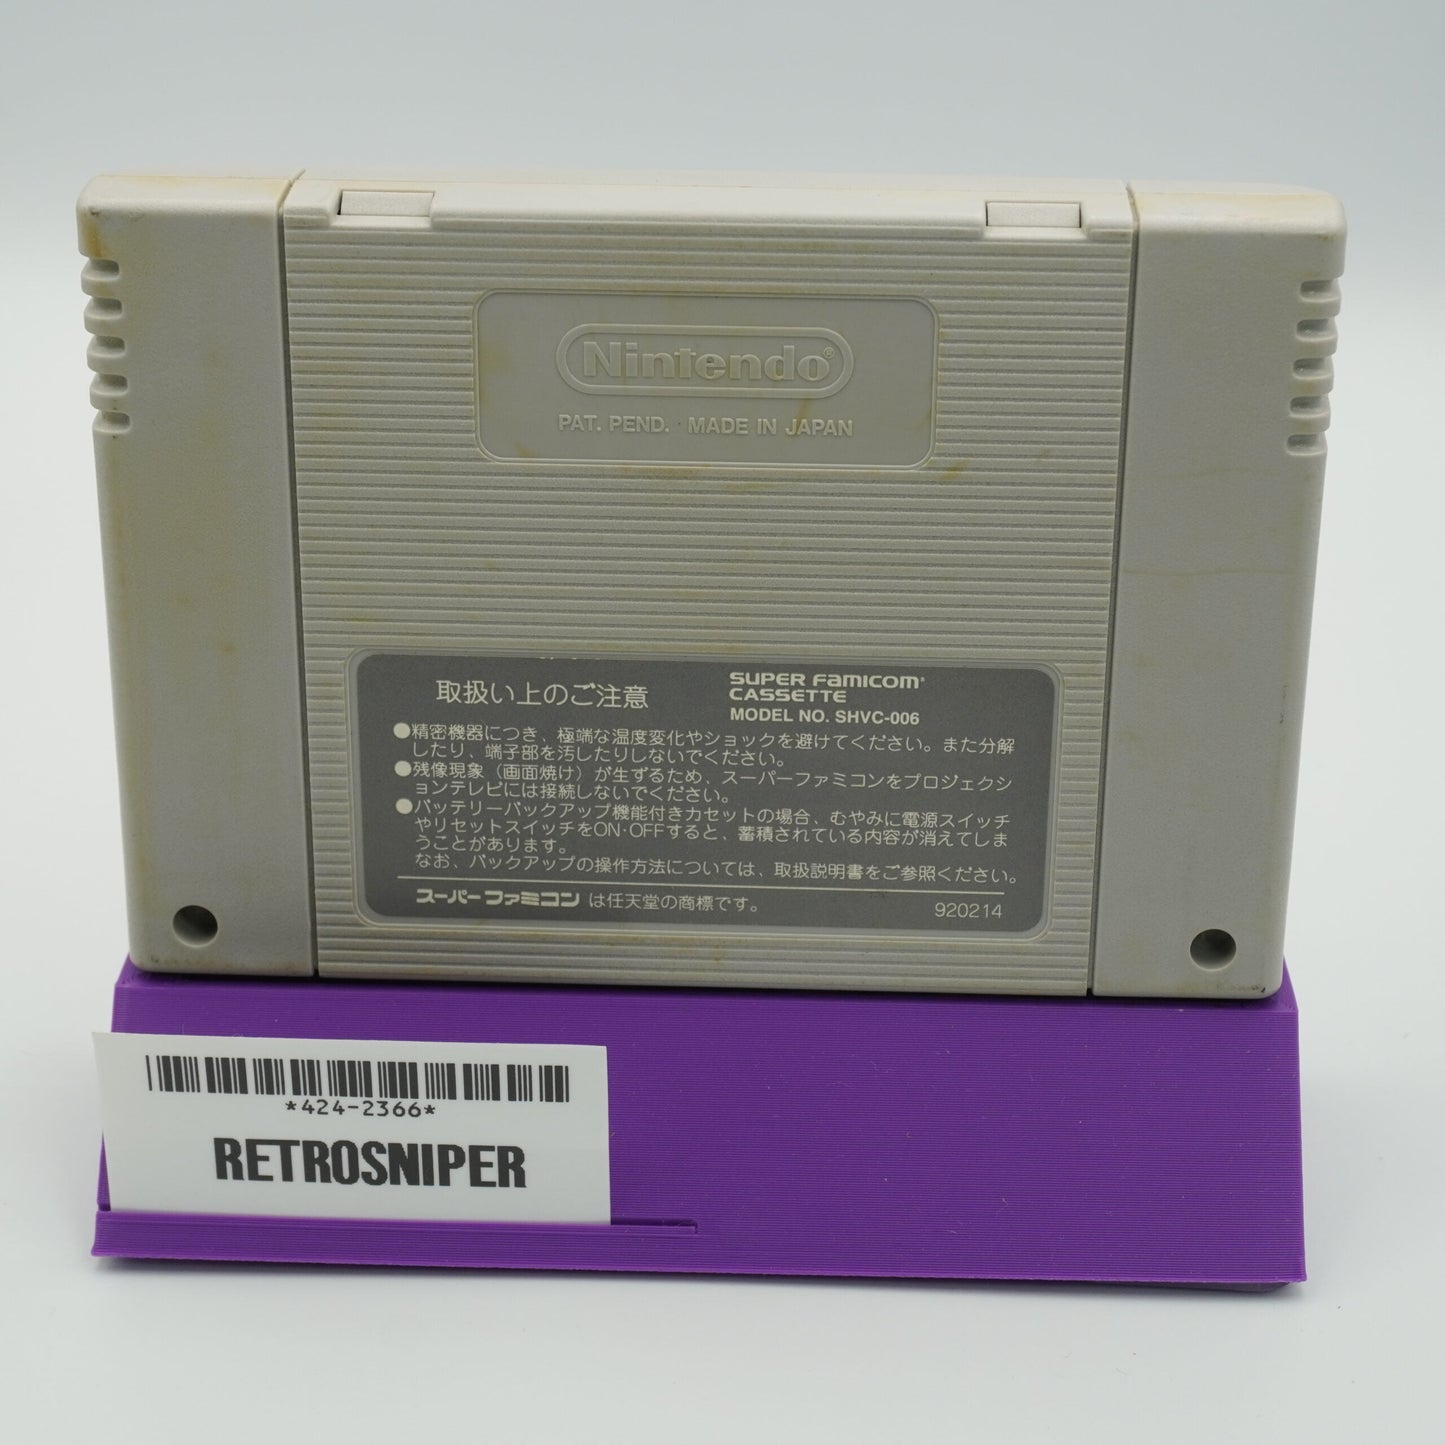 Nintendo®
PAT. PEND. MADE IN JAPAN
取扱い上のご注意
SUPER FAMICOM®
CASSETTE
MODEL NO. SHVC-006
●精密機器につき、極端な温度変化やショックを避けてください。また分解
したり、端子部を汚したりしないでください。
●残像現象（画面焼け）が生ずるため、スーパーファミコンをプロジェクシ
ョンテレビには接続しないでください。
●バッテリーバックアップ機能付きカセットの場合、むやみに電源スイッチ
やリセットスイッチをON・OFFすると、蓄積されている内容が消えてしま
うことがあります。
なお、バックアップの操作方法については、取扱説明書をご参照ください。
スーパーファミコン は任天堂の商標です。
920214
*424-2366*
RETROSNIPER